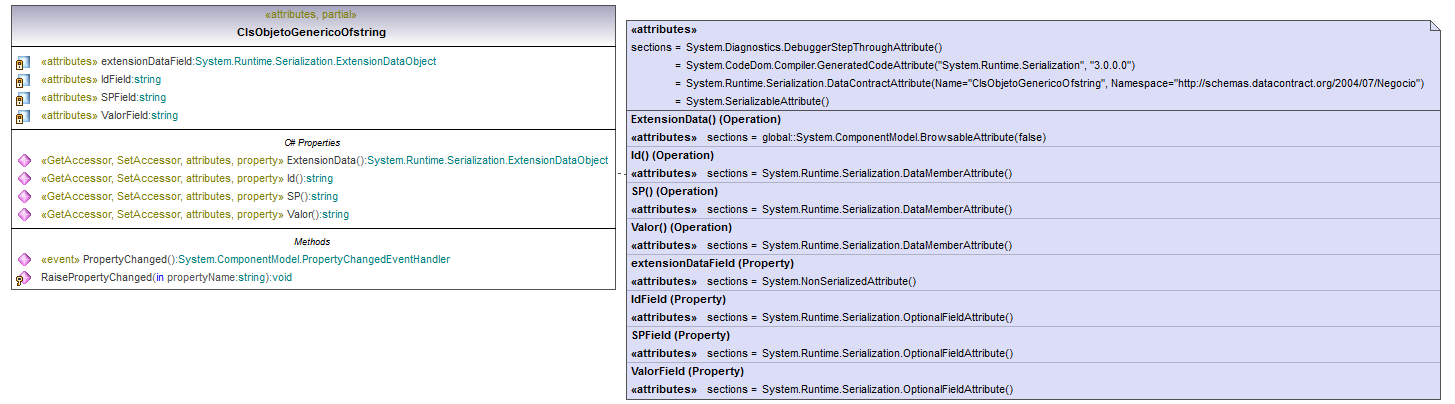 «attributes, partial»
ClsObjetoGenericoOfstring
«attributes» extensionDataField:System.Runtime.Serialization.ExtensionDataObject
«attributes» IdField:string
«attributes» SPField:string
«attributes» ValorField:string
C# Properties
«GetAccessor, SetAccessor, attributes, property» ExtensionData():System.Runtime.Serialization.ExtensionDataObject
«GetAccessor, SetAccessor, attributes, property» Id():string
«GetAccessor, SetAccessor, attributes, property» SP():string
«GetAccessor, SetAccessor, attributes, property» Valor():string
Methods
«event» PropertyChanged():System.ComponentModel.PropertyChangedEventHandler
RaisePropertyChanged(in propertyName:string):void
«attributes»
sections = System.Diagnostics.DebuggerStepThroughAttribute()
= System.CodeDom.Compiler.GeneratedCodeAttribute("System.Runtime.Serialization", "3.0.0.0")
= System.Runtime.Serialization.DataContractAttribute(Name="ClsObjetoGenericoOfstring", Namespace="http://schemas.datacontract.org/2004/07/Negocio")
= System.SerializableAttribute()
ExtensionData() (Operation)
«attributes» sections = global::System.ComponentModel.BrowsableAttribute(false)
Id() (Operation)
«attributes» sections = System.Runtime.Serialization.DataMemberAttribute()
SP() (Operation)
«attributes» sections = System.Runtime.Serialization.DataMemberAttribute()
Valor() (Operation)
«attributes» sections = System.Runtime.Serialization.DataMemberAttribute()
extensionDataField (Property)
«attributes» sections = System.NonSerializedAttribute()
IdField (Property)
«attributes» sections = System.Runtime.Serialization.OptionalFieldAttribute()
SPField (Property)
«attributes» sections = System.Runtime.Serialization.OptionalFieldAttribute()
ValorField (Property)
«attributes» sections = System.Runtime.Serialization.OptionalFieldAttribute()